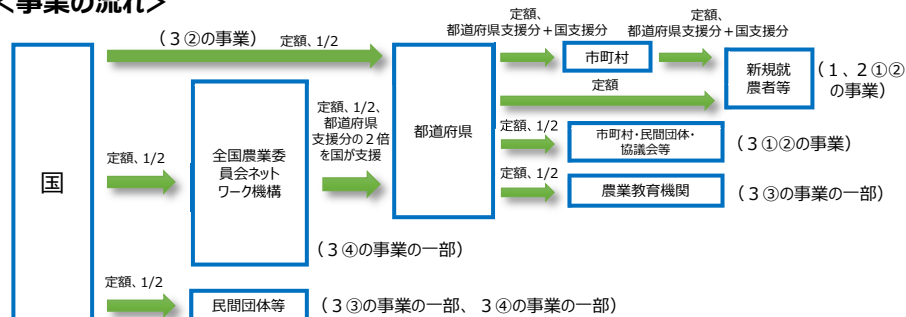 ＜事業の流れ＞
国
（３②の事業）
定額、1/2
定額、1/2
全国農業委
員会ネット
ワーク機構
（３④の事業の一部）
定額、1/2、
都道府県
支援分の２倍
を国が支援
都道府県
定額、
都道府県支援分＋国支援分
市町村
定額、
都道府県支援分＋国支援分
定額
新規就
農者等
（１、２①②
の事業）
定額、1/2
市町村・民間団体・
協議会等
（３①②の事業）
定額、1/2
農業教育機関
（３③の事業の一部）
定額、1/2
民間団体等
（３③の事業の一部、３④の事業の一部）